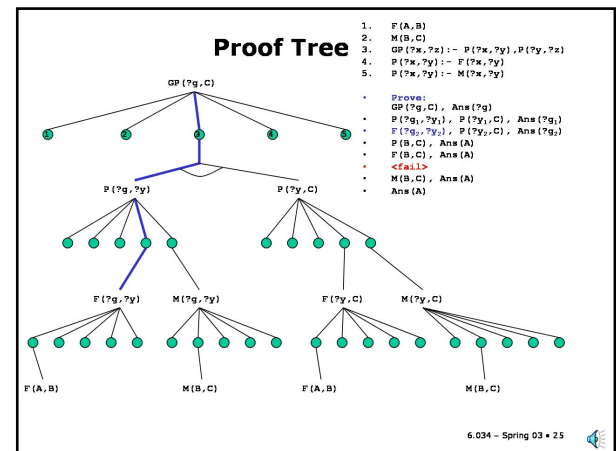 Proof Tree
1. F(A,B)
2. M(B,C)
3. GP(?x,?z):- P(?x,?y),P(?y,?z)
4. P(?x,?y):- F(?x,?y)
5. P(?x,?y):- M(?x,?y)
• Prove:
GP(?g,C), Ans(?g)
• P(?g₁,?y₁), P(?y₁,C), Ans(?g₁)
• F(?g₂,?y₂), P(?y₂,C), Ans(?g₂)
• P(B,C), Ans(A)
• F(B,C), Ans(A)
• <fail>
• M(B,C), Ans(A)
• Ans(A)
GP(?g,C)
1 2 3 4 5
P(?g,?y) P(?y,C)
F(?g,?y) M(?g,?y) F(?y,C) M(?y,C)
F(A,B) M(B,C) F(A,B) M(B,C)
6.034 – Spring 03 • 25